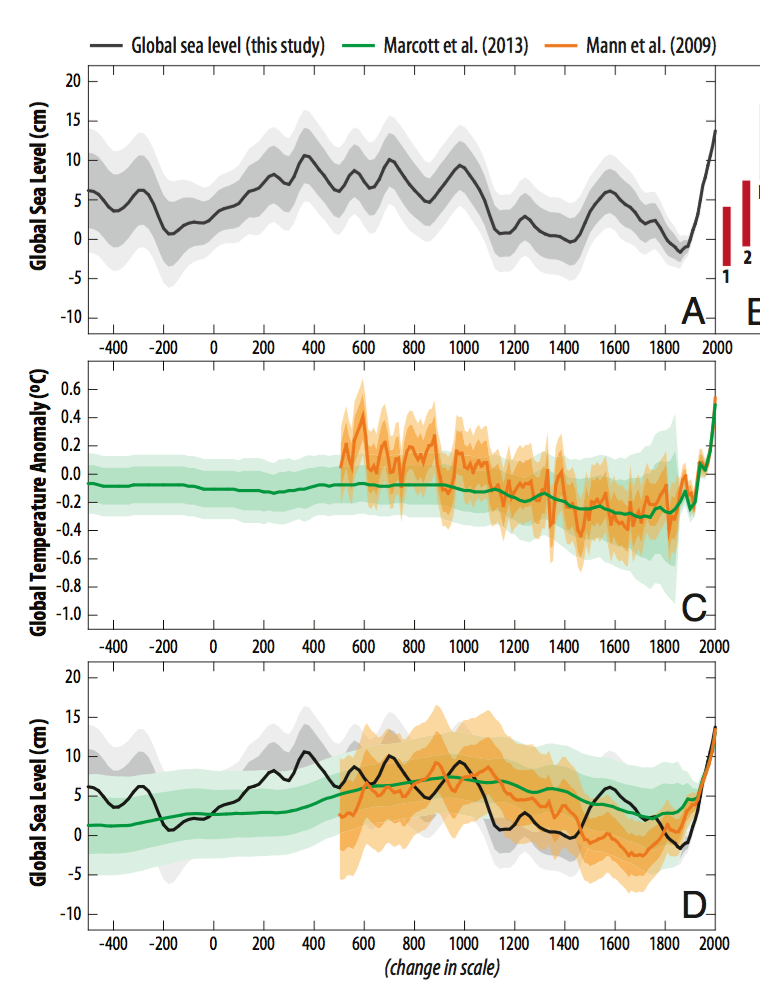 Global sea level (this study) Marcott et al. (2013) Mann et al. (2009)
Global Sea Level (cm)
20
15
10
5
0
-5
-10
1
2
A
-400 -200 0 200 400 600 800 1000 1200 1400 1600 1800 2000
Global Temperature Anomaly (ºC)
0.6
0.4
0.2
0.0
-0.2
-0.4
-0.6
-0.8
-1.0
C
-400 -200 0 200 400 600 800 1000 1200 1400 1600 1800 2000
Global Sea Level (cm)
20
15
10
5
0
-5
-10
D
-400 -200 0 200 400 600 800 1000 1200 1400 1600 1800 2000
(change in scale)